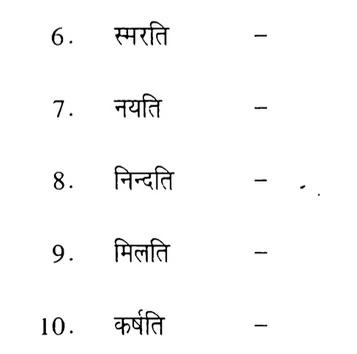 6. स्मरति –
7. नयति –
8. निन्दति –
9. मिलति –
10. कर्षति –